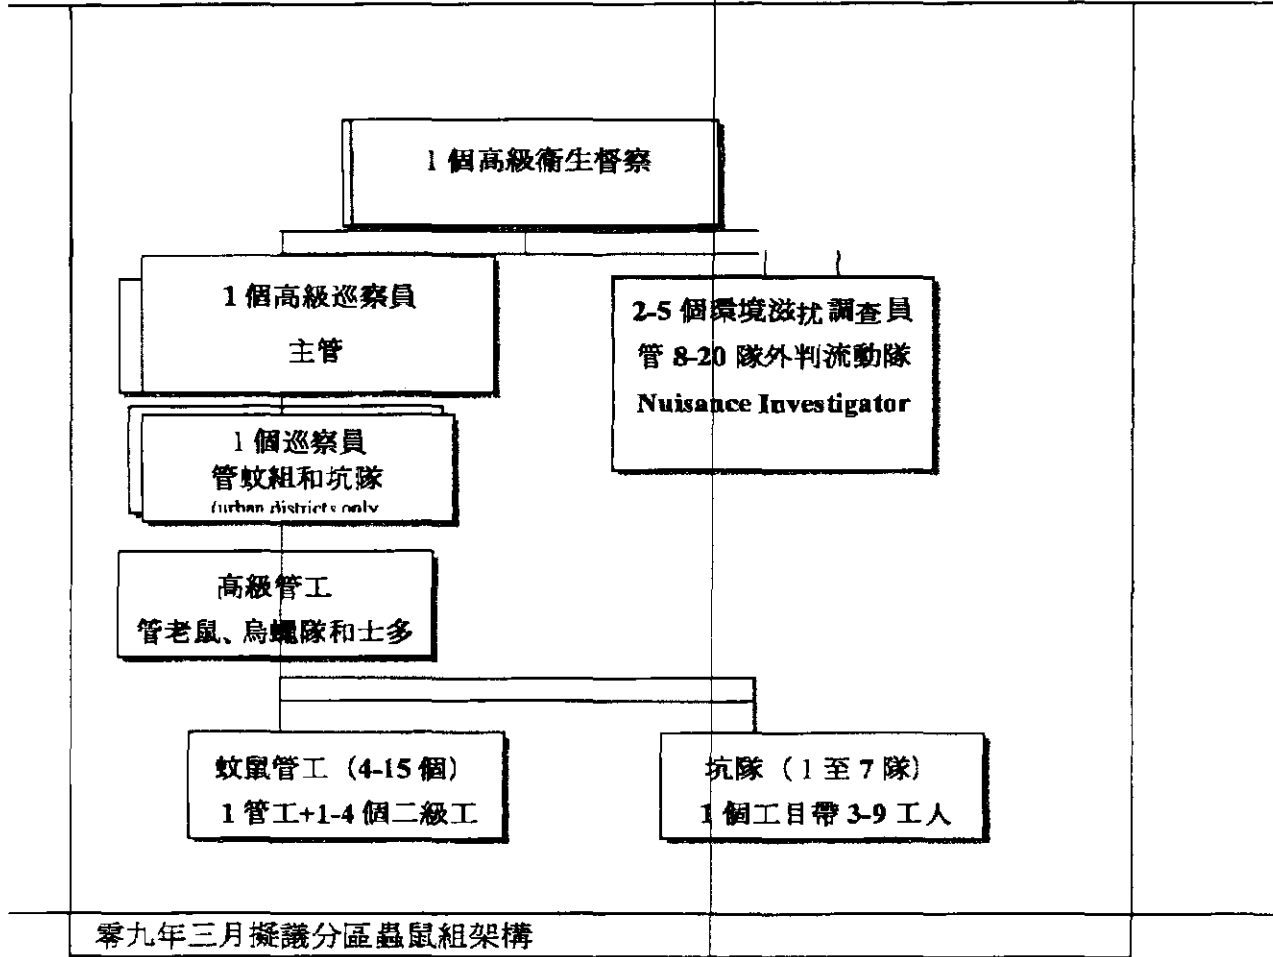 1 個高級衞生督察
1 個高級巡察員
主管
2-5 個環境滋扰調查員
管 8-20 隊外判流動隊
Nuisance Investigator
1 個巡察員
管蚊組和坑隊
(urban districts only
高級管工
管老鼠、烏蠅隊和士多
蚊鼠管工（4-15 個）
1 管工+1-4 個二級工
坑隊（1 至 7 隊）
1 個工目帶 3-9 工人
零九年三月擬議分區蟲鼠組架構